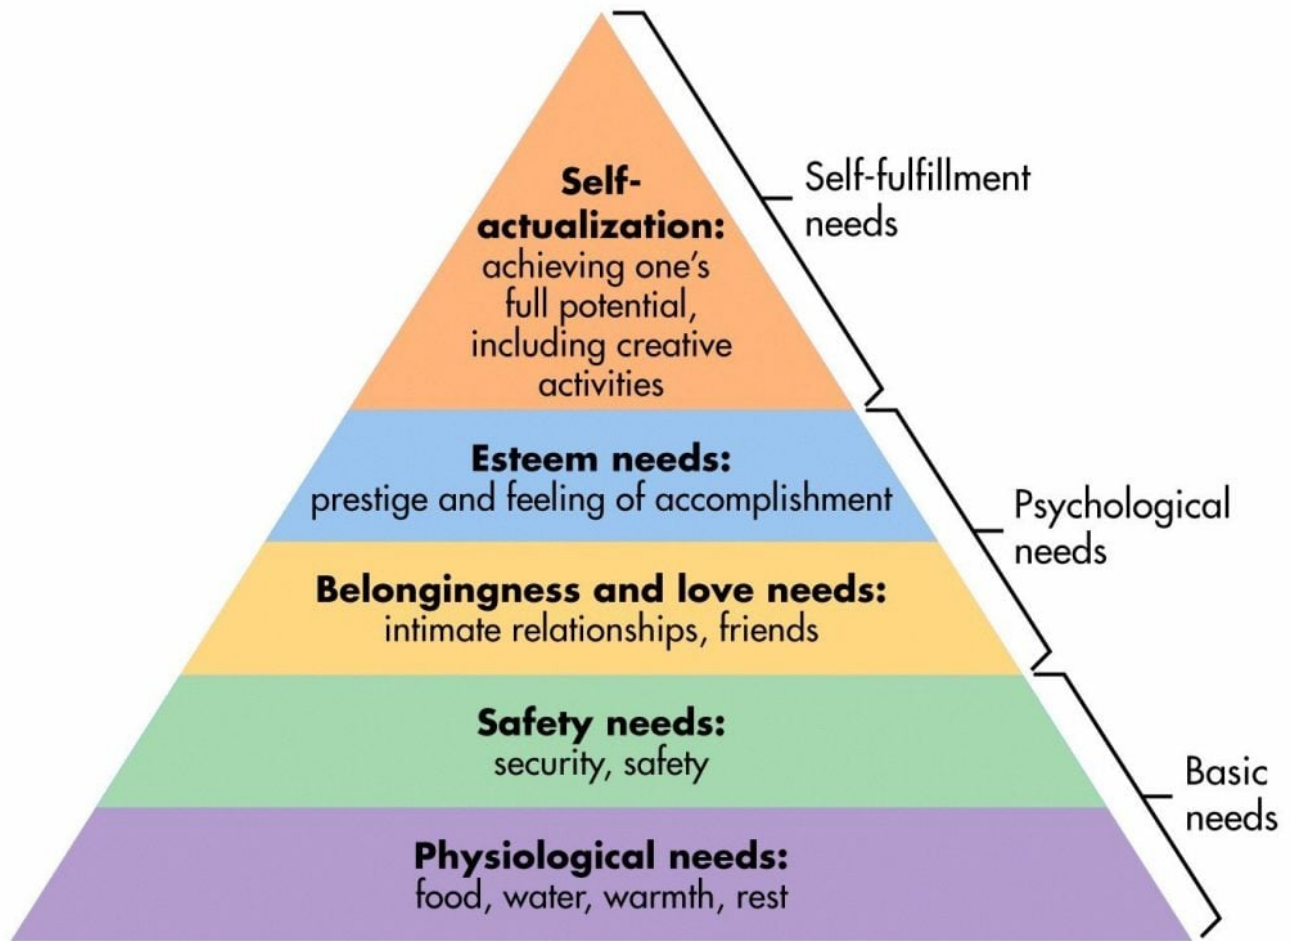 Self-
actualization:
achieving one's
full potential,
including creative
activities
Self-fulfillment
needs
Esteem needs:
prestige and feeling of accomplishment
Psychological
needs
Belongingness and love needs:
intimate relationships, friends
Safety needs:
security, safety
Basic
needs
Physiological needs:
food, water, warmth, rest